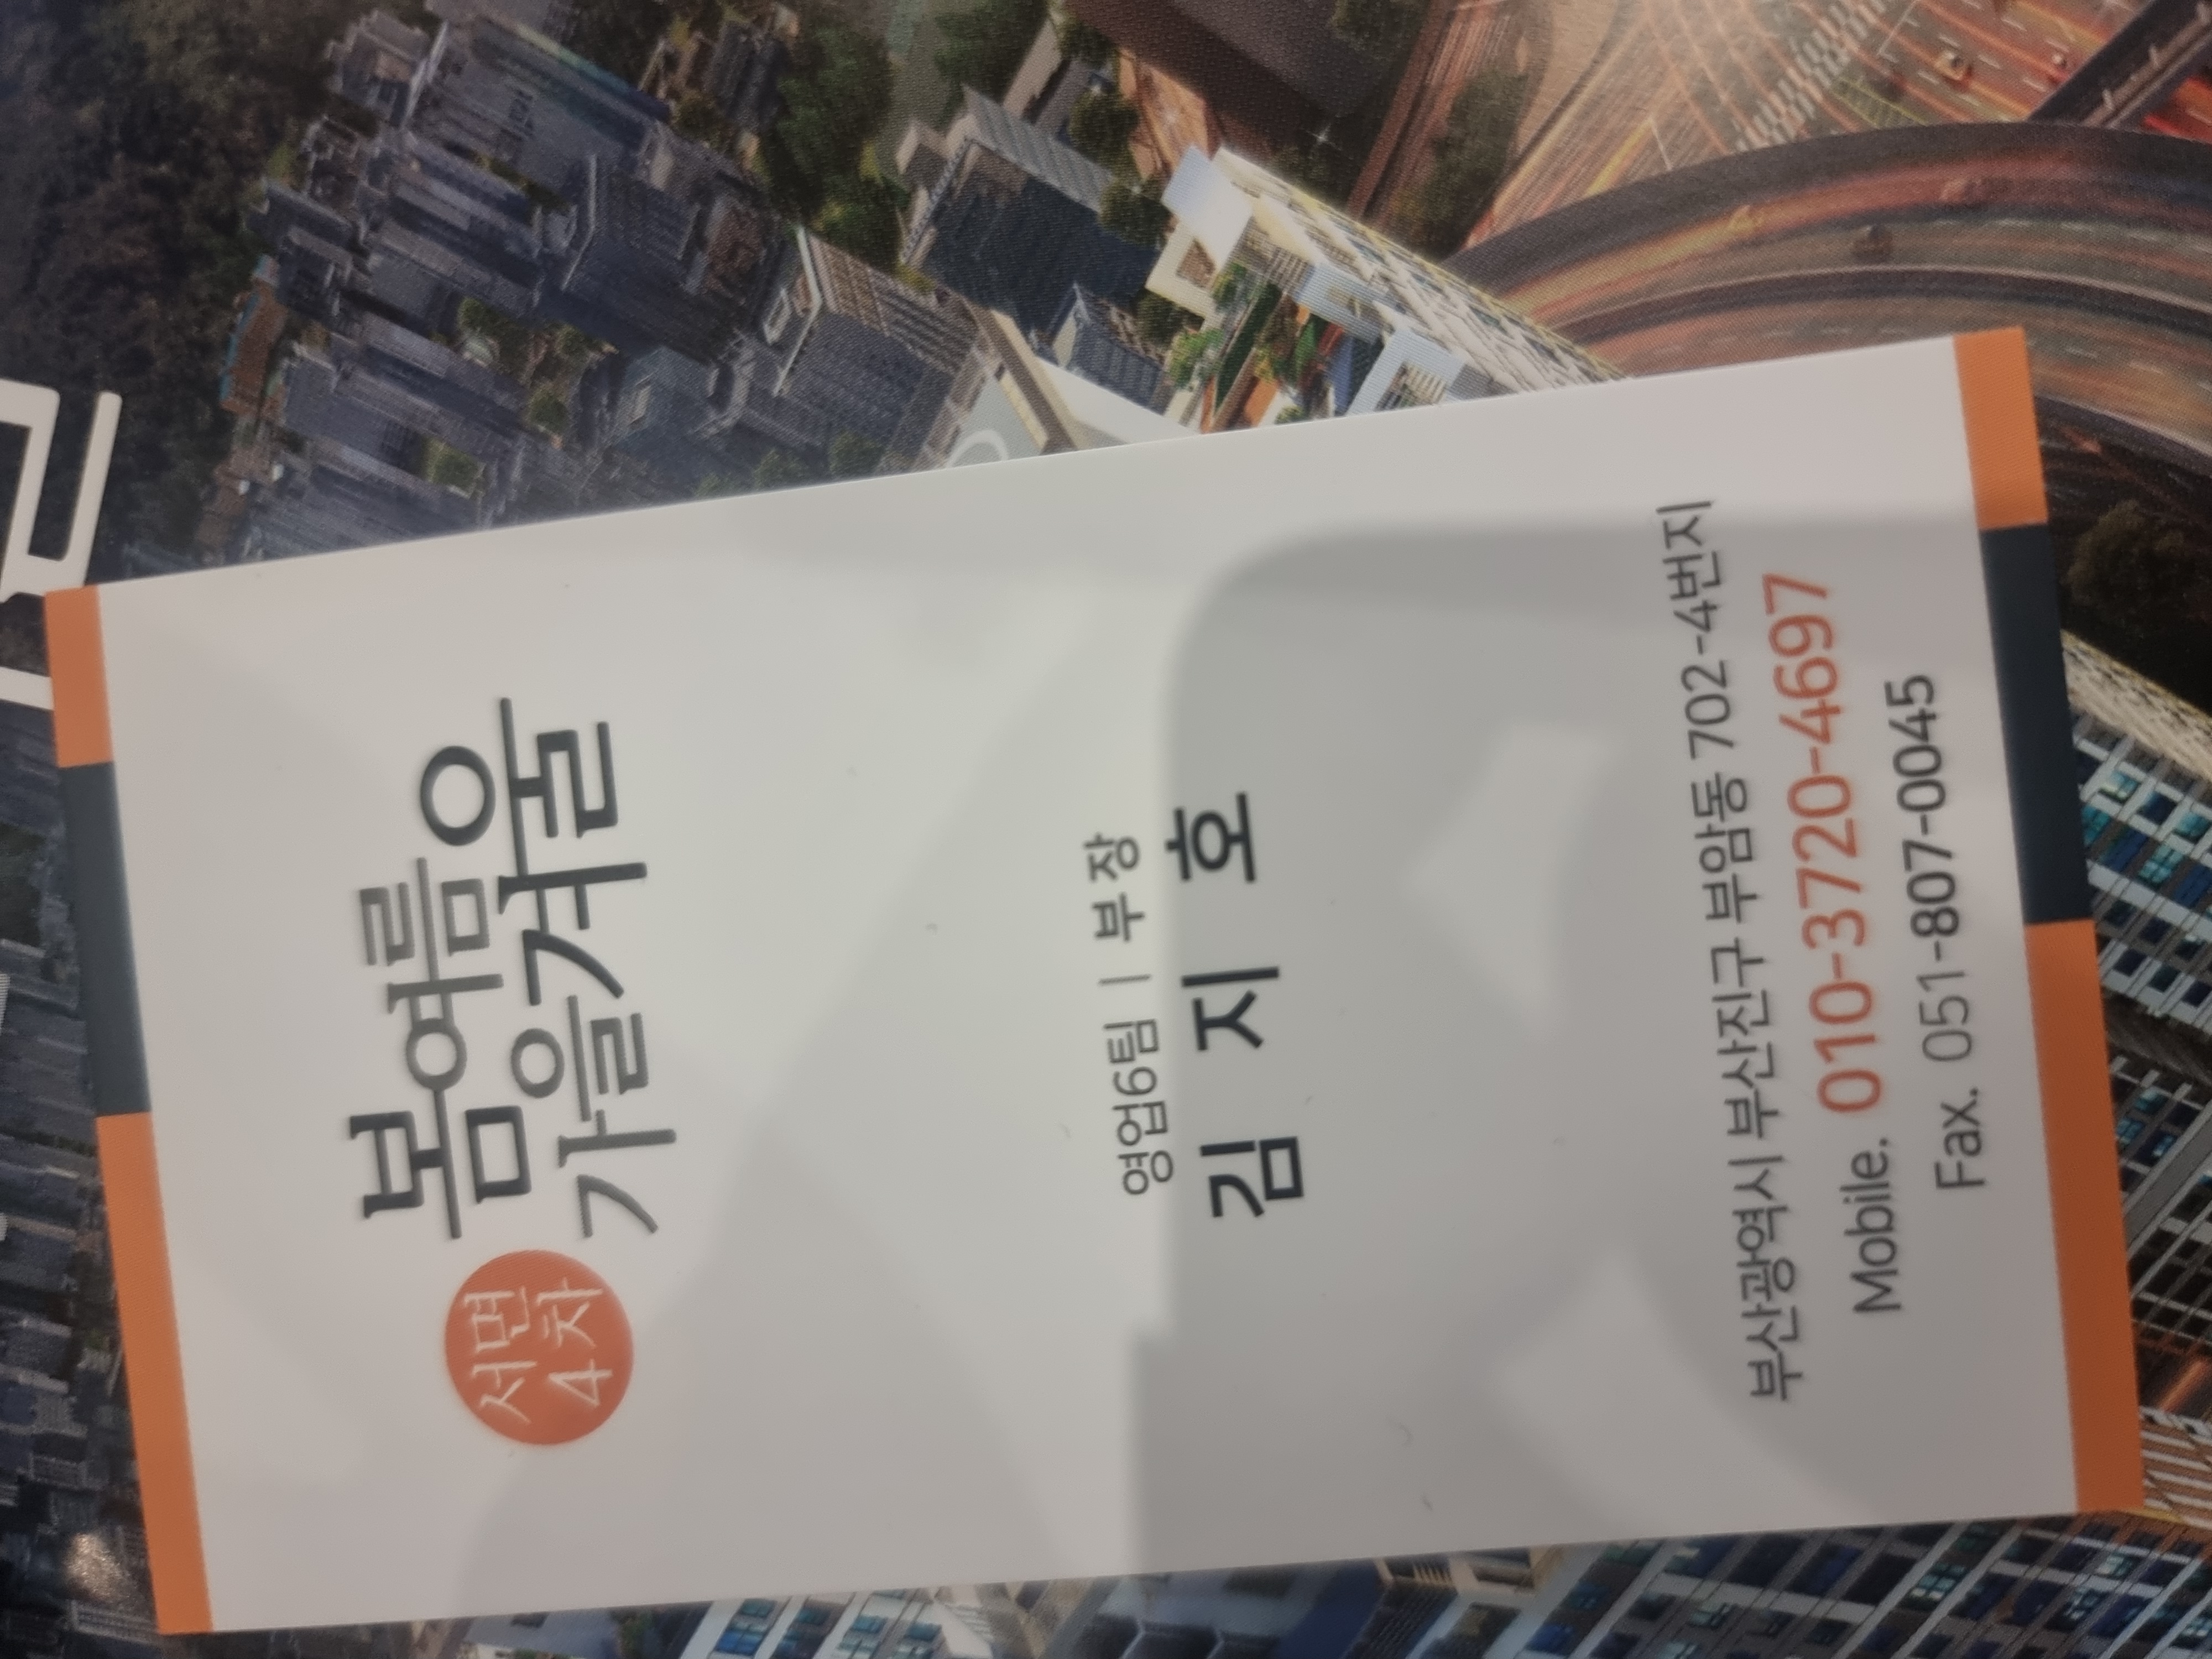 서면
4차
봄여름
가을겨울
영업6팀 | 부장
김 지 호
부산광역시 부산진구 부암동 702-4번지
Mobile. 010-3720-4697
Fax. 051-807-0045